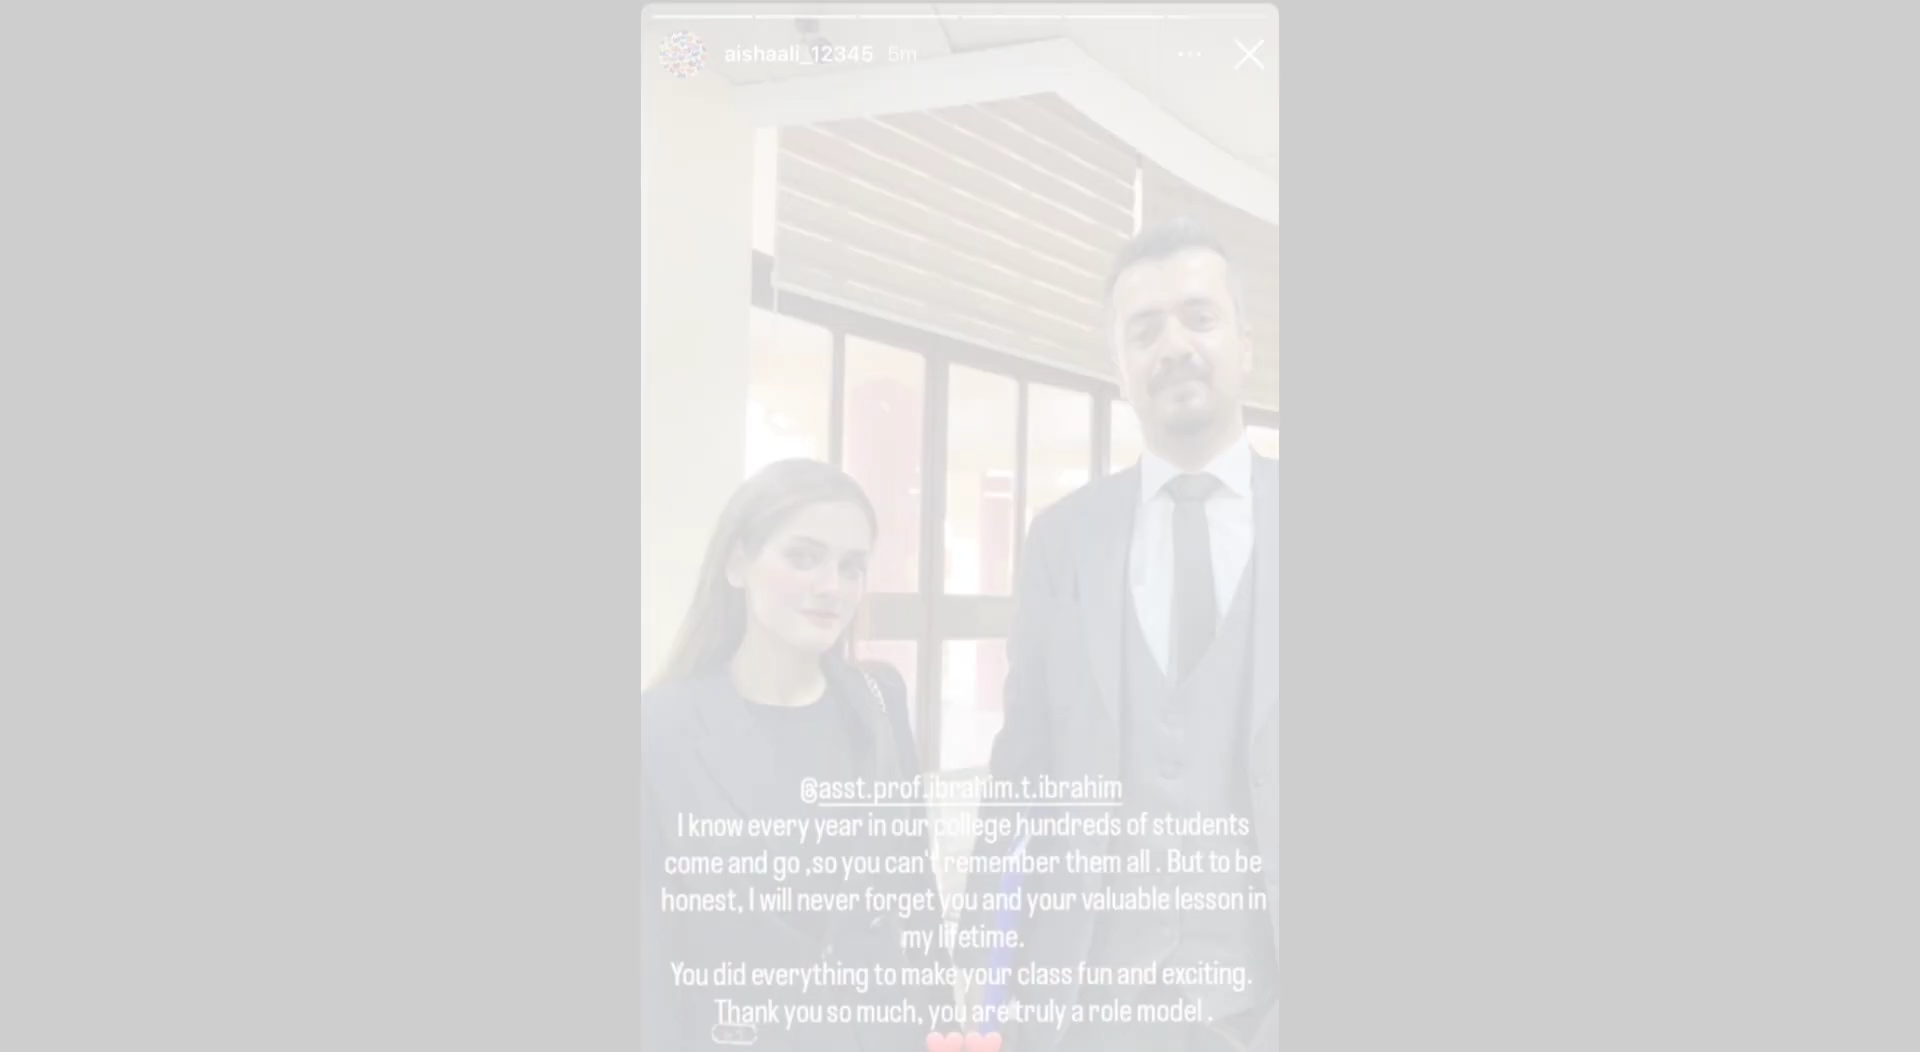 aishaali_12345 5m
@asst.prof.ibrahim.t.ibrahim
I know every year in our college hundreds of students
come and go ,so you can't remember them all . But to be
honest, I will never forget you and your valuable lesson in
my lifetime.
You did everything to make your class fun and exciting.
Thank you so much, you are truly a role model .